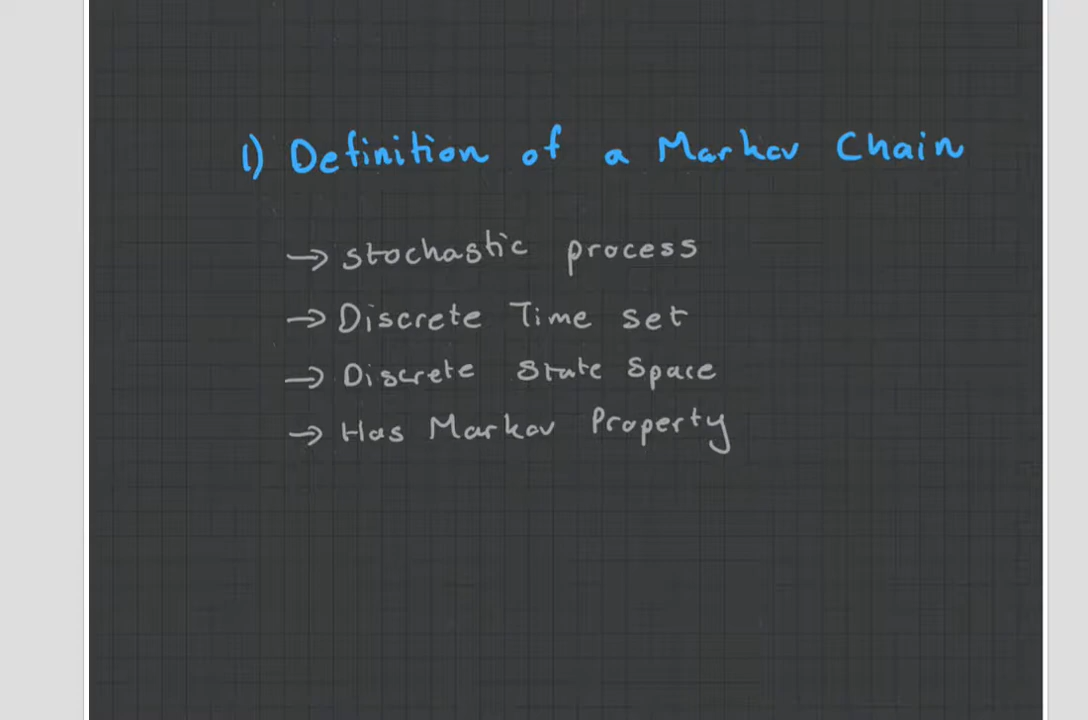 1) Definition of a Markov Chain
→ stochastic process
→ Discrete Time set
→ Discrete State Space
→ Has Markov Property